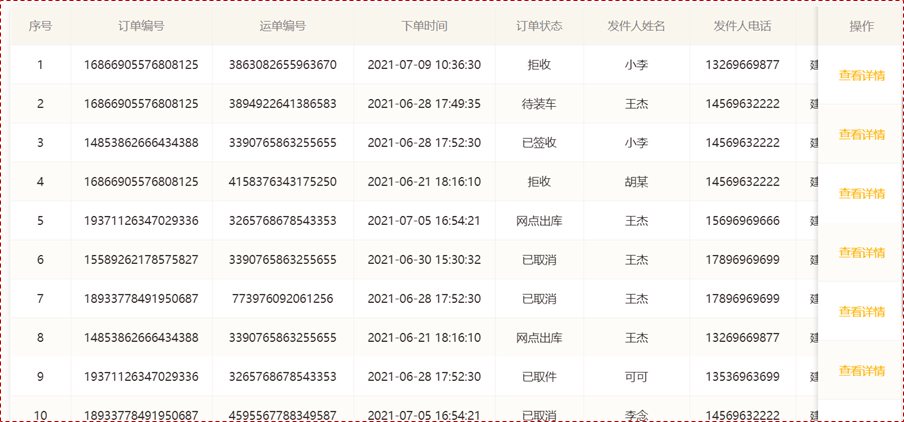 序号 订单编号 运单编号 下单时间 订单状态 发件人姓名 发件人电话 操作
1 16866905576808125 3863082655963670 2021-07-09 10:36:30 拒收 小李 13269669877 建
查看详情
2 16866905576808125 3894922641386583 2021-06-28 17:49:35 待装车 王杰 14569632222 建
查看详情
3 14853862666434388 3390765863255655 2021-06-28 17:52:30 已签收 小李 14569632222 建
4 16866905576808125 4158376343175250 2021-06-21 18:16:10 拒收 胡某 14569632222 建
查看详情
5 19371126347029336 3265768678543353 2021-07-05 16:54:21 网点出库 王杰 15696969666 建
查看详情
6 15589262178575827 3390765863255655 2021-06-30 15:30:32 已取消 王杰 17896969699 建
7 18933778491950687 773976092061256 2021-06-28 17:52:30 已取消 王杰 17896969699 建
查看详情
8 14853862666434388 3390765863255655 2021-06-21 18:16:10 网点出库 王杰 13269669877 建
查看详情
9 19371126347029336 3265768678543353 2021-06-28 17:52:30 已取件 可可 13536963699 建
10 18933778491950687 4595567788349587 2021-07-05 16:54:21 已取消 李念 14569632222 建